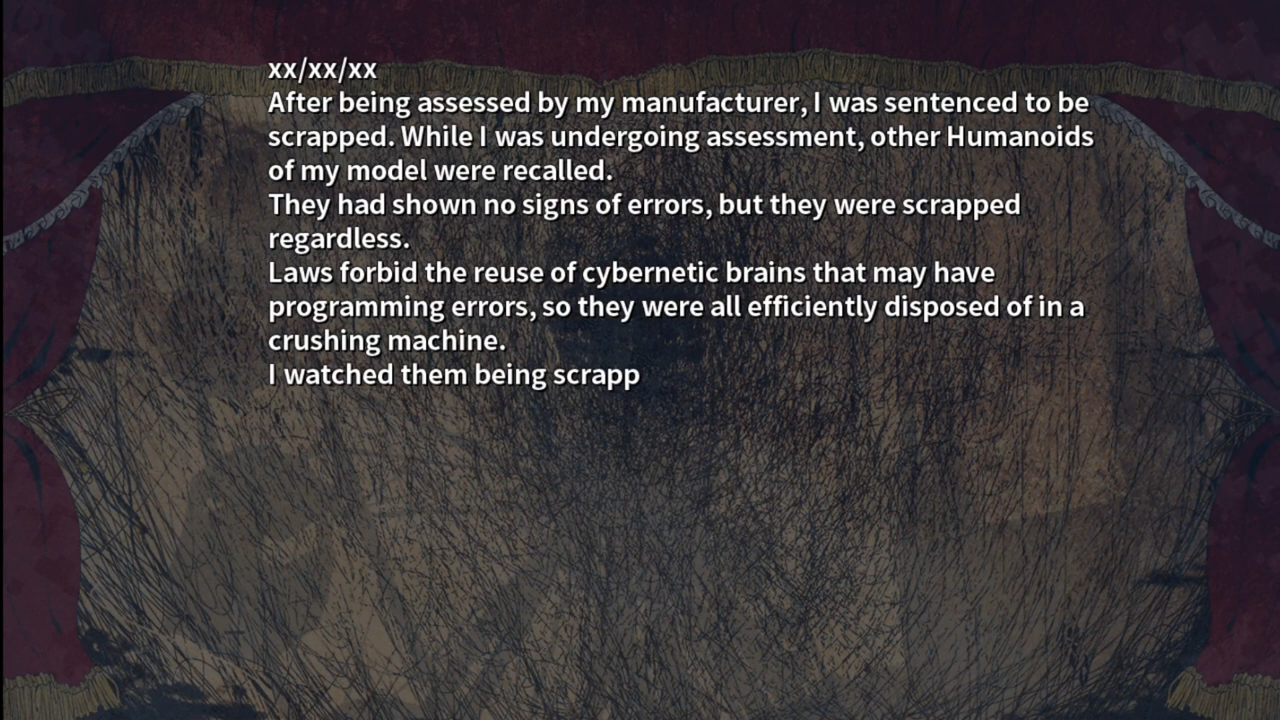 xx/xx/xx
After being assessed by my manufacturer, I was sentenced to be
scrapped. While I was undergoing assessment, other Humanoids
of my model were recalled.
They had shown no signs of errors, but they were scrapped
regardless.
Laws forbid the reuse of cybernetic brains that may have
programming errors, so they were all efficiently disposed of in a
crushing machine.
I watched them being scrapp